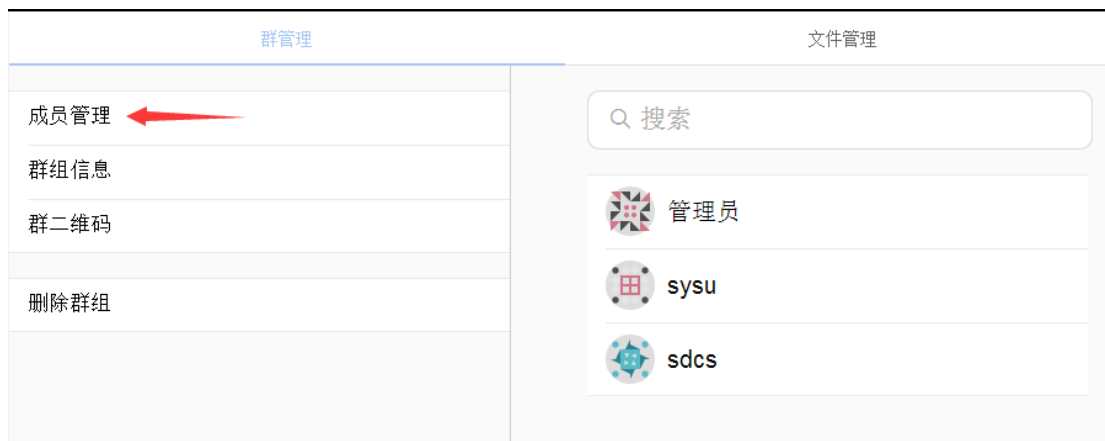 群管理
文件管理
成员管理
群组信息
群二维码
删除群组
搜索
管理员
sysu
sdcs